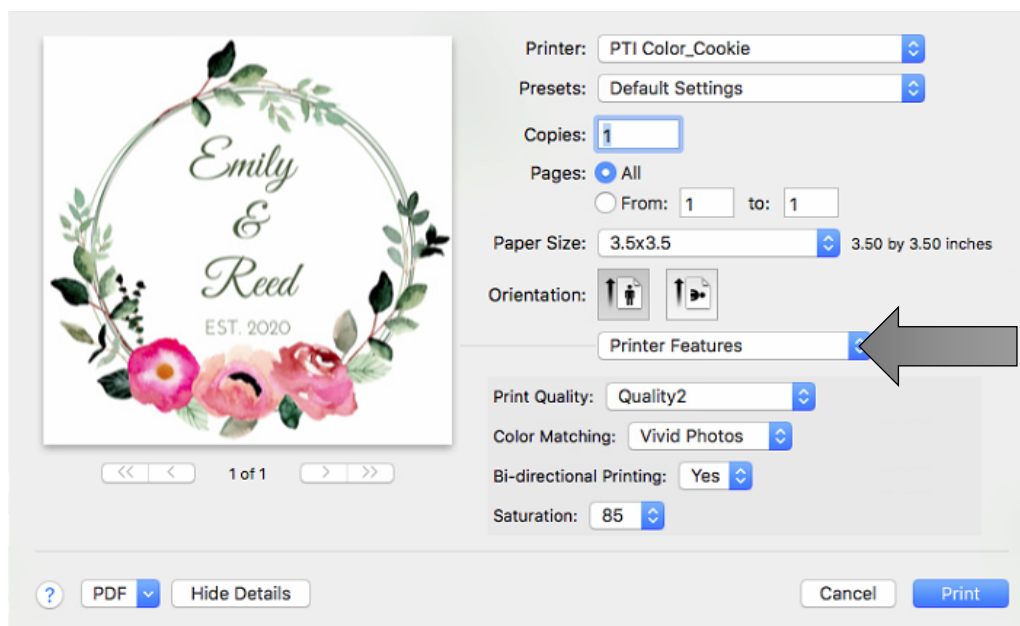 Emily
&
Reed
EST. 2020
<< < 1 of 1 > >>
Printer: PTI Color_Cookie
Presets: Default Settings
Copies: 1
Pages: All
From: 1 to: 1
Paper Size: 3.5x3.5 3.50 by 3.50 inches
Orientation:
Printer Features
Print Quality: Quality2
Color Matching: Vivid Photos
Bi-directional Printing: Yes
Saturation: 85
? PDF Hide Details Cancel Print